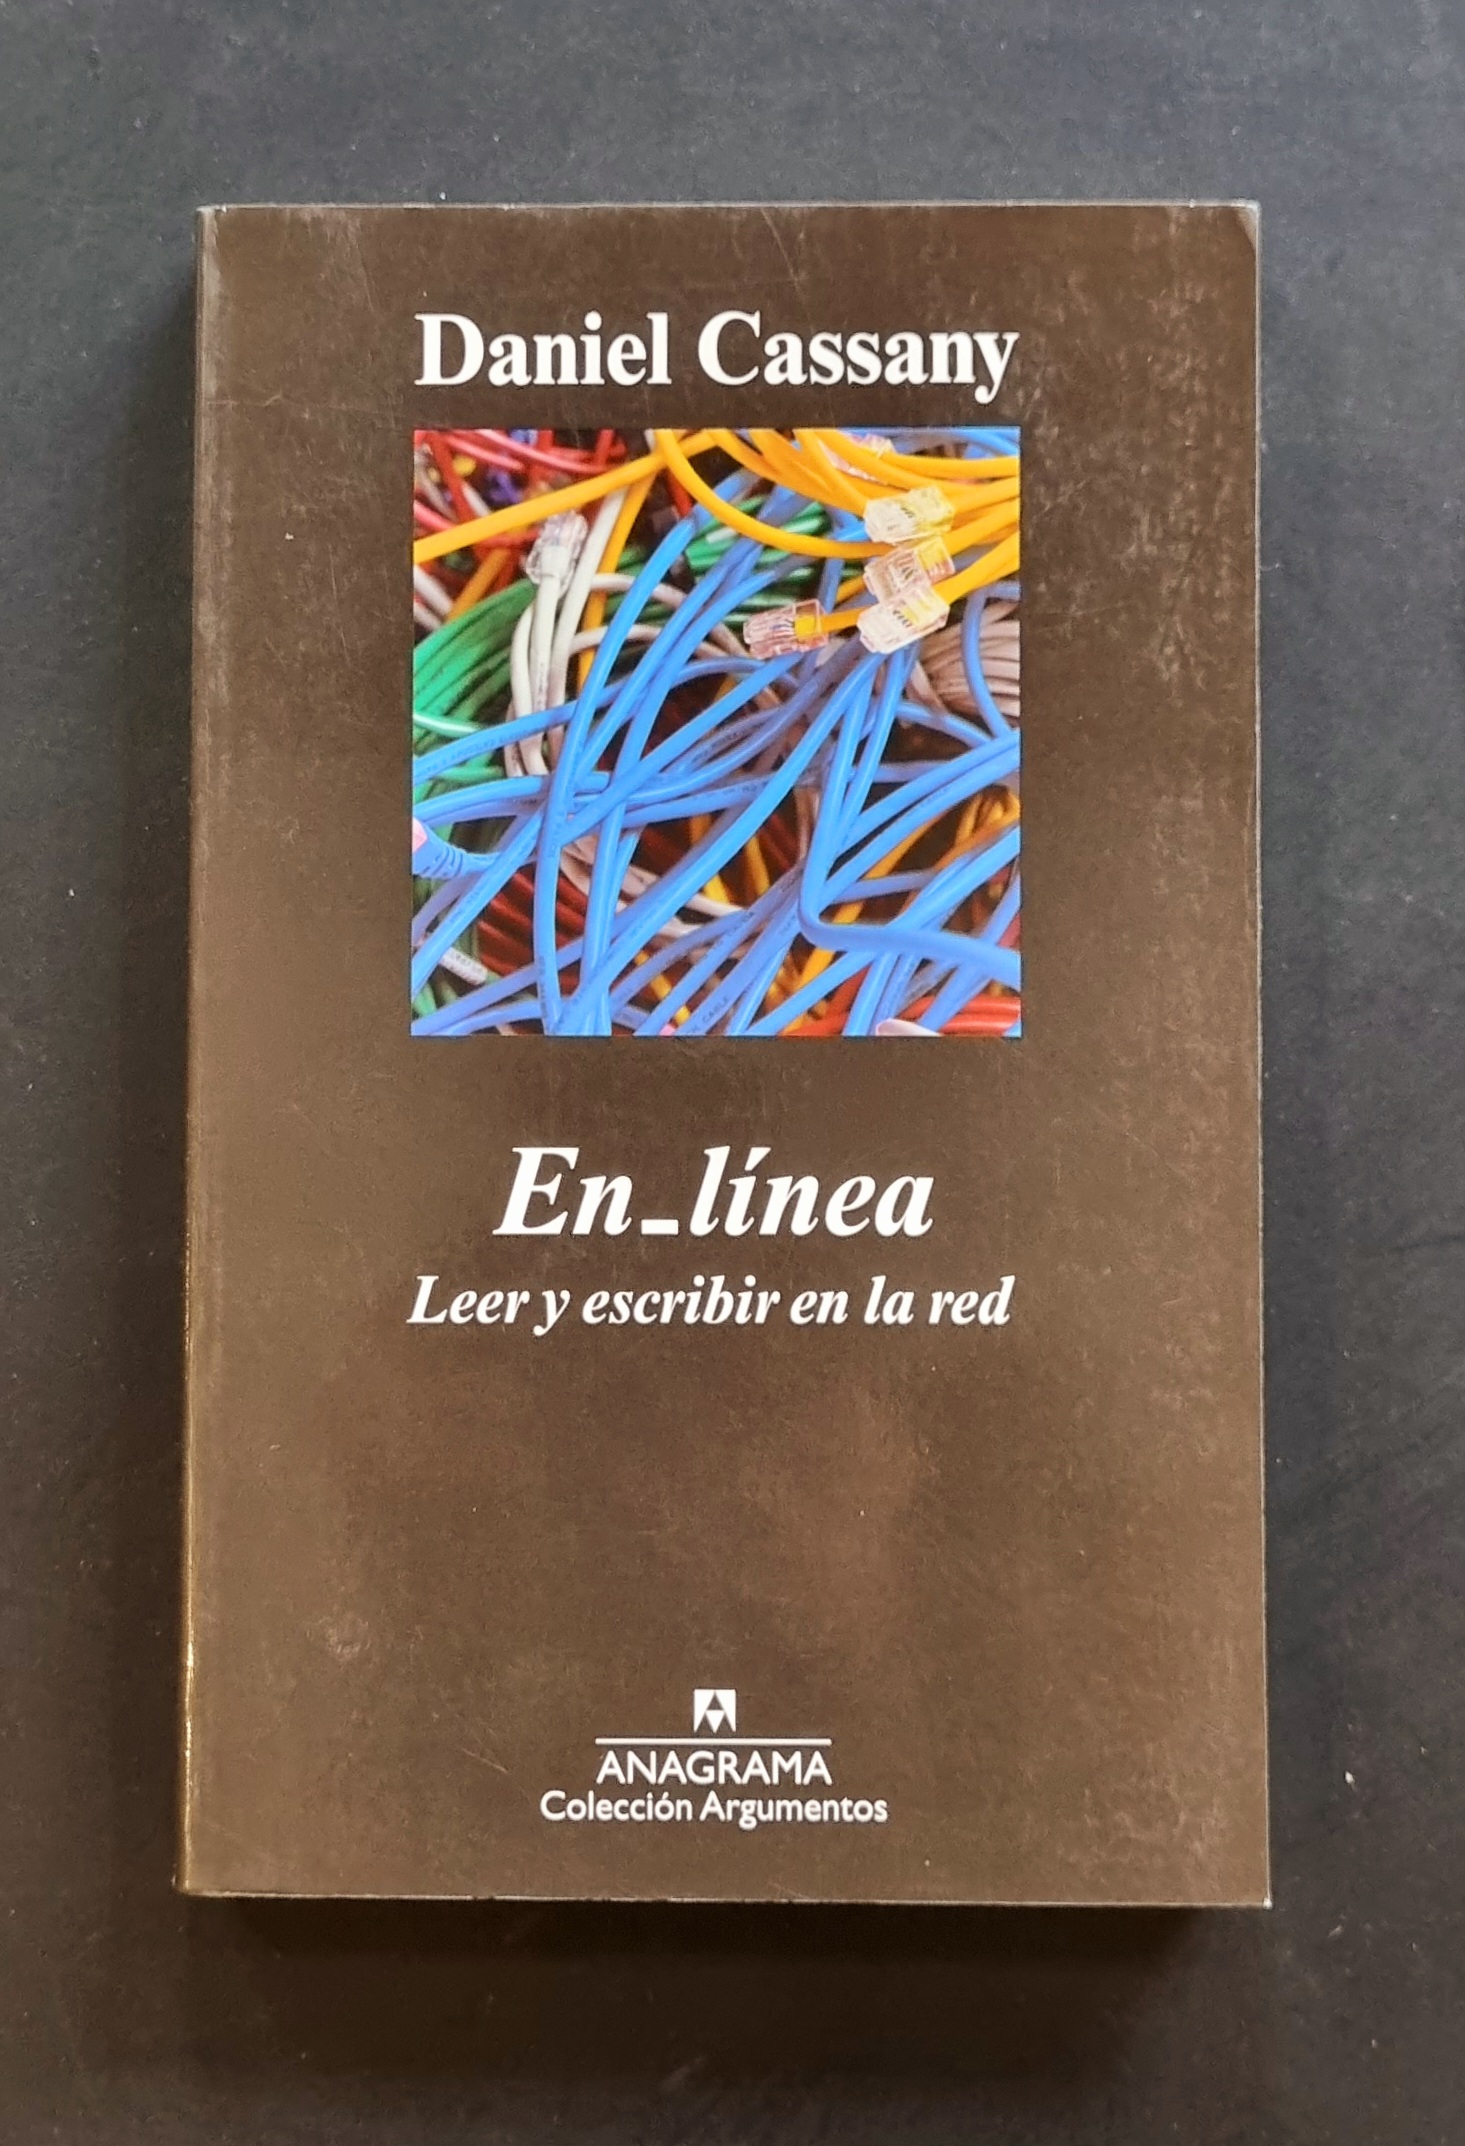 Daniel Cassany
En_línea
Leer y escribir en la red
ANAGRAMA
Colección Argumentos